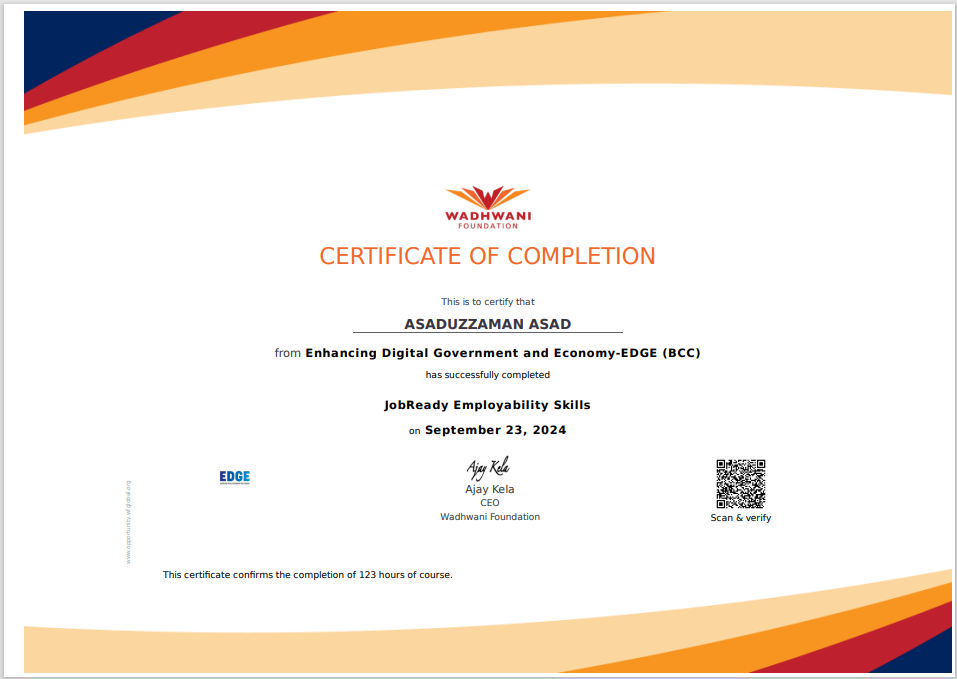 WADHWANI
FOUNDATION
CERTIFICATE OF COMPLETION
This is to certify that
ASADUZZAMAN ASAD
from Enhancing Digital Government and Economy-EDGE (BCC)
has successfully completed
JobReady Employability Skills
on September 23, 2024
EDGE
Ajay Kela
Ajay Kela
CEO
Wadhwani Foundation
Scan & verify
www.opportunity.wfglobal.org
This certificate confirms the completion of 123 hours of course.